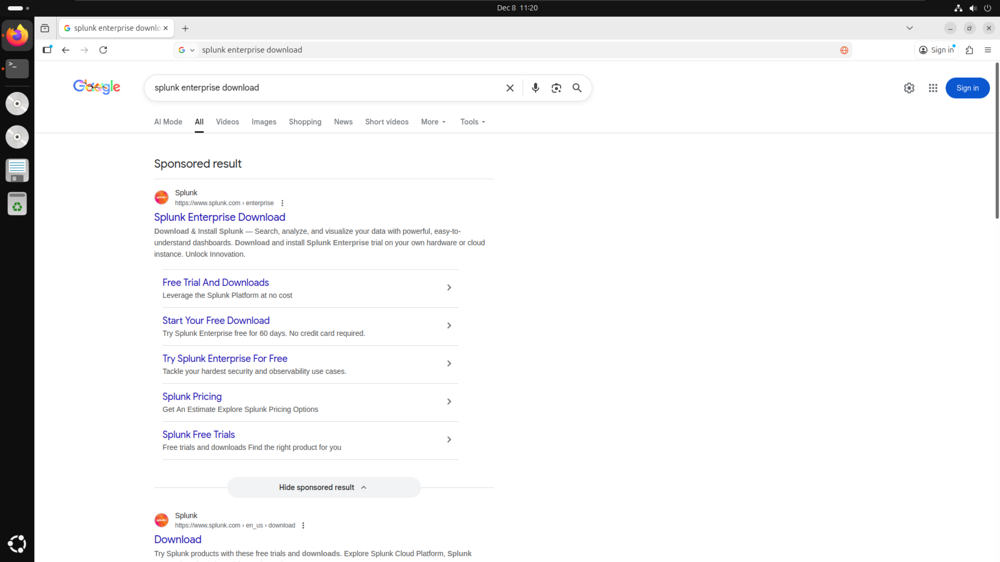 Dec 8 11:20
splunk enterprise downlo
splunk enterprise download
Sign in
Google
splunk enterprise download
Sign in
AI Mode
All
Videos
Images
Shopping
News
Short videos
More
Tools
Sponsored result
Splunk
https://www.splunk.com › enterprise
Splunk Enterprise Download
Download & Install Splunk — Search, analyze, and visualize your data with powerful, easy-to-
understand dashboards. Download and install Splunk Enterprise trial on your own hardware or cloud
instance. Unlock Innovation.
Free Trial And Downloads
Leverage the Splunk Platform at no cost
Start Your Free Download
Try Splunk Enterprise free for 60 days. No credit card required.
Try Splunk Enterprise For Free
Tackle your hardest security and observability use cases.
Splunk Pricing
Get An Estimate Explore Splunk Pricing Options
Splunk Free Trials
Free trials and downloads Find the right product for you
Hide sponsored result
Splunk
https://www.splunk.com › en_us › download
Download
Try Splunk products with these free trials and downloads. Explore Splunk Cloud Platform, Splunk